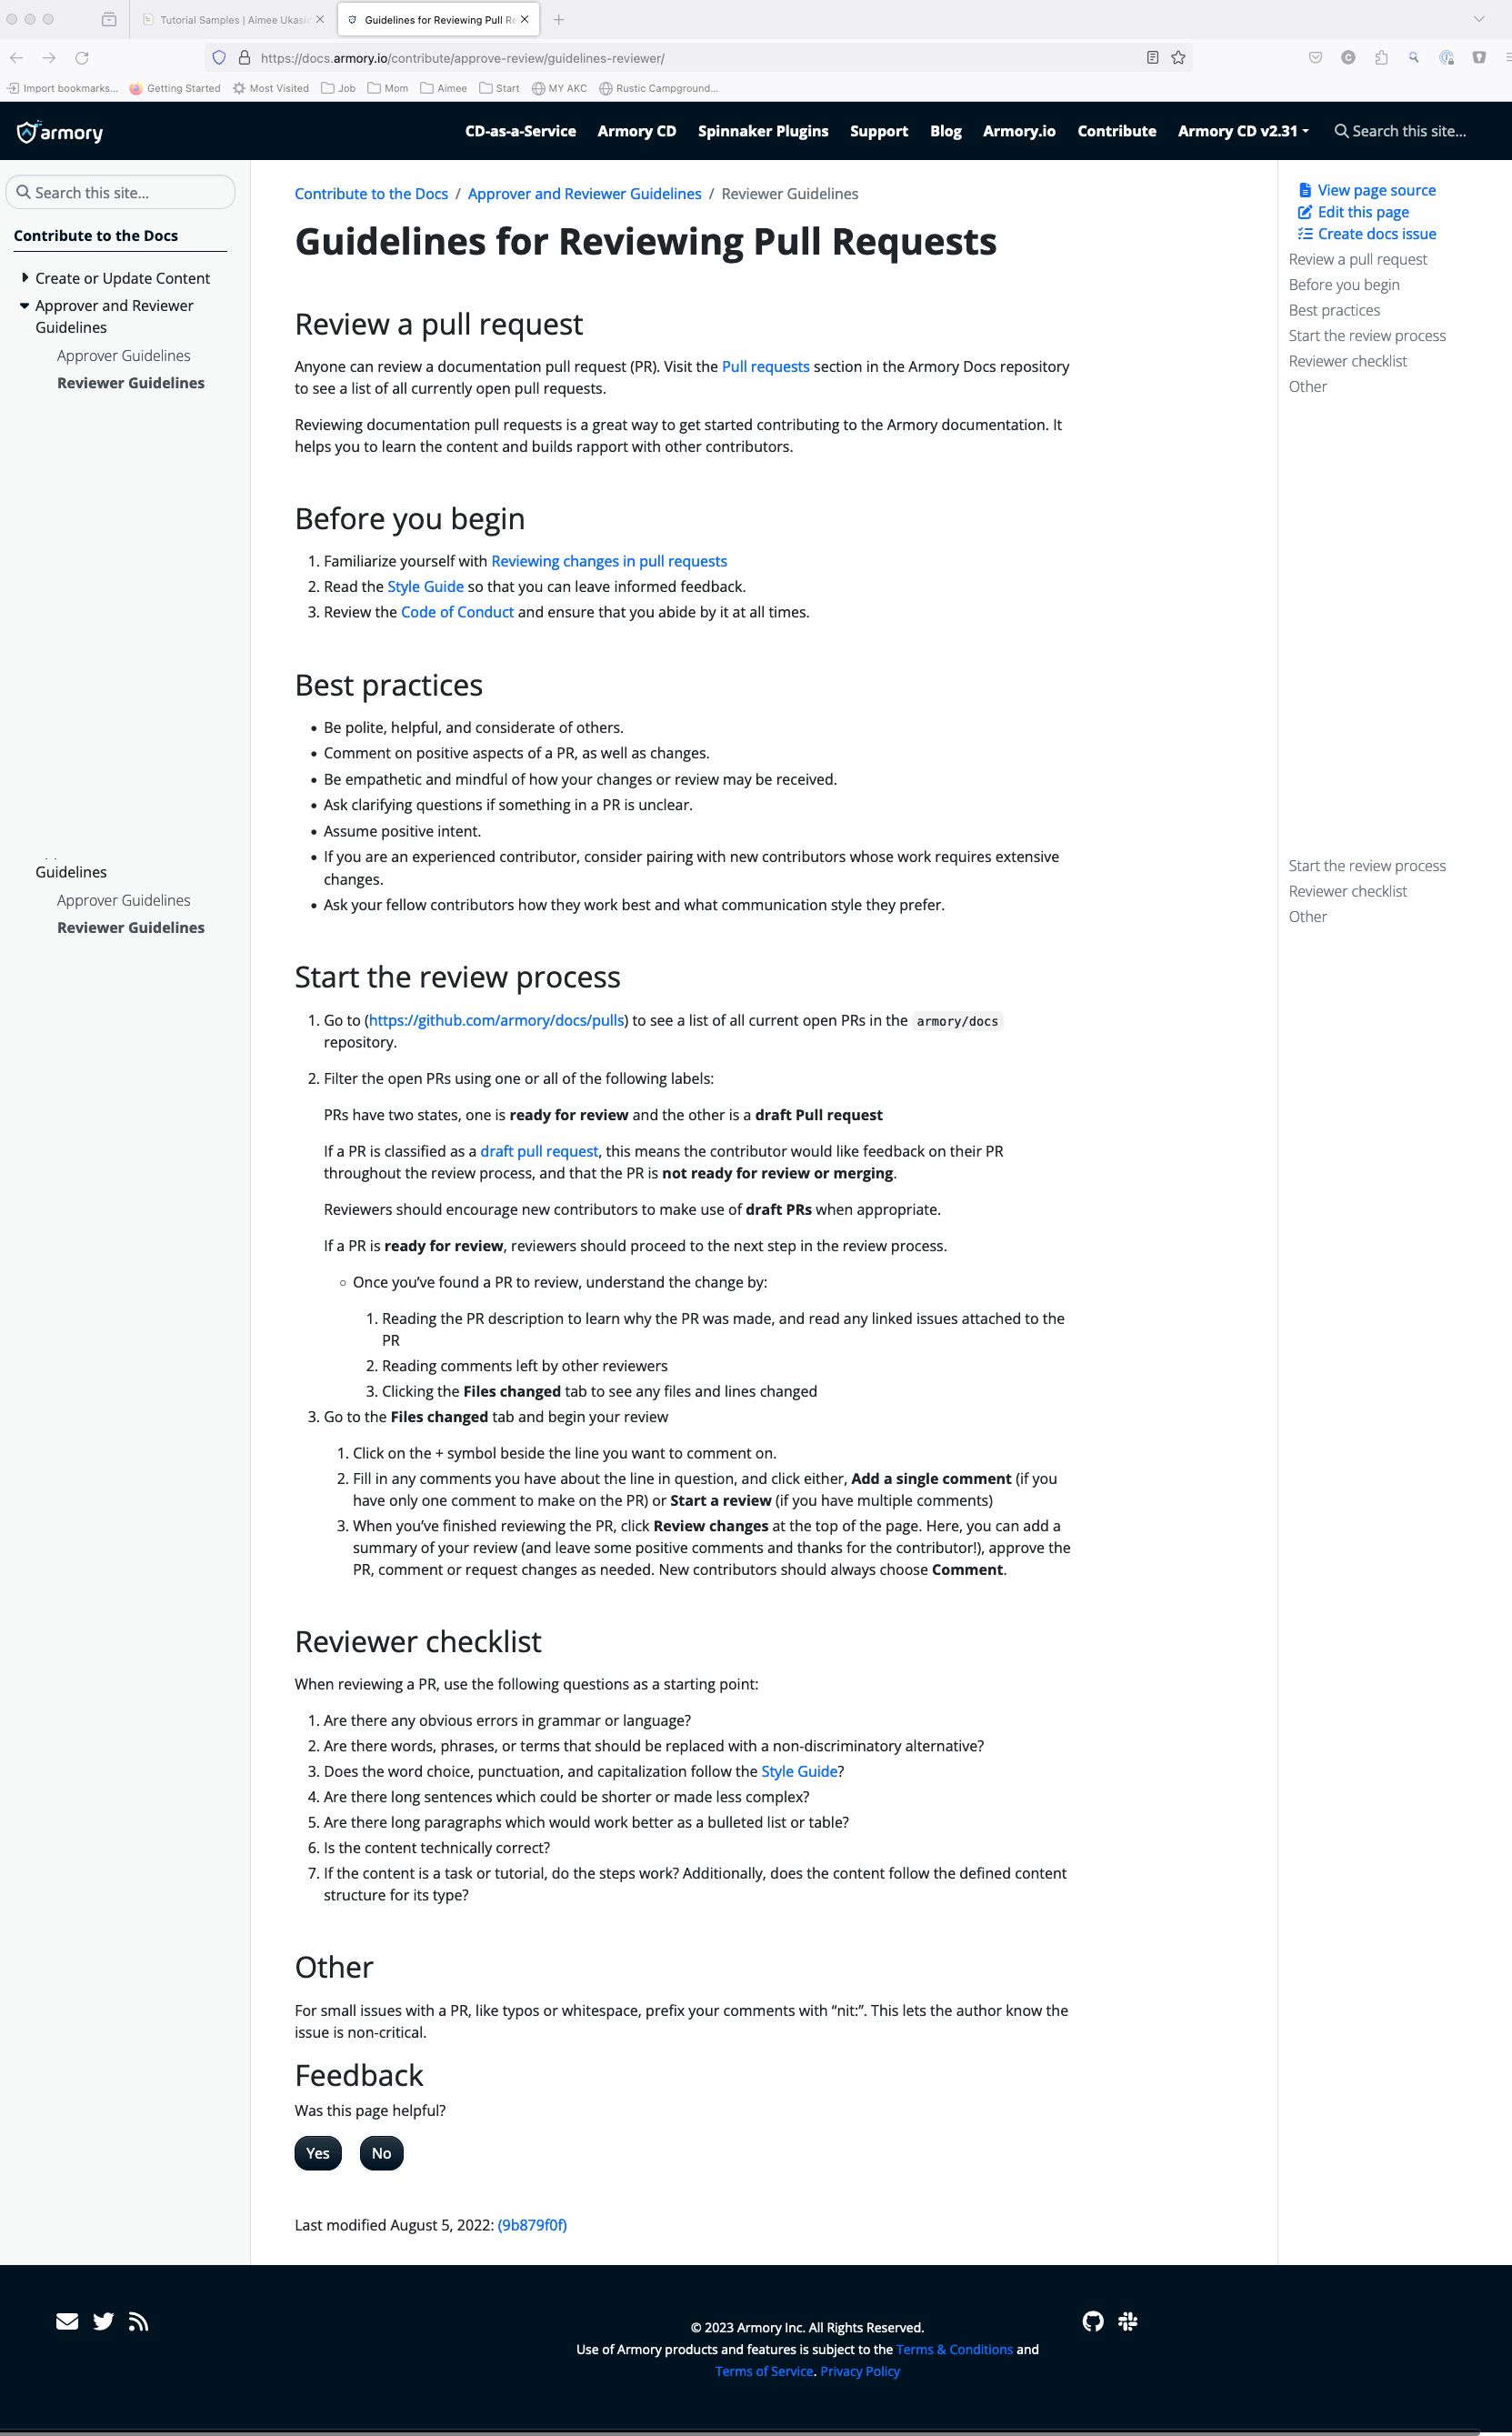 Tutorial Samples | Aimee Ukasic
Guidelines for Reviewing Pull Re
https://docs.armory.io/contribute/approve-review/guidelines-reviewer/
Import bookmarks...
Getting Started
Most Visited
Job
Mom
Aimee
Start
MY AKC
Rustic Campground...
armory
CD-as-a-Service
Armory CD
Spinnaker Plugins
Support
Blog
Armory.io
Contribute
Armory CD v2.31
Search this site...
Search this site...
Contribute to the Docs
Create or Update Content
Approver and Reviewer
Guidelines
Approver Guidelines
Reviewer Guidelines
Guidelines
Approver Guidelines
Reviewer Guidelines
Contribute to the Docs / Approver and Reviewer Guidelines / Reviewer Guidelines
Guidelines for Reviewing Pull Requests
Review a pull request
Anyone can review a documentation pull request (PR). Visit the Pull requests section in the Armory Docs repository
to see a list of all currently open pull requests.
Reviewing documentation pull requests is a great way to get started contributing to the Armory documentation. It
helps you to learn the content and builds rapport with other contributors.
Before you begin
1. Familiarize yourself with Reviewing changes in pull requests
2. Read the Style Guide so that you can leave informed feedback.
3. Review the Code of Conduct and ensure that you abide by it at all times.
Best practices
• Be polite, helpful, and considerate of others.
• Comment on positive aspects of a PR, as well as changes.
• Be empathetic and mindful of how your changes or review may be received.
• Ask clarifying questions if something in a PR is unclear.
• Assume positive intent.
• If you are an experienced contributor, consider pairing with new contributors whose work requires extensive
changes.
• Ask your fellow contributors how they work best and what communication style they prefer.
Start the review process
1. Go to (https://github.com/armory/docs/pulls) to see a list of all current open PRs in the armory/docs
repository.
2. Filter the open PRs using one or all of the following labels:
PRs have two states, one is ready for review and the other is a draft Pull request
If a PR is classified as a draft pull request, this means the contributor would like feedback on their PR
throughout the review process, and that the PR is not ready for review or merging.
Reviewers should encourage new contributors to make use of draft PRs when appropriate.
If a PR is ready for review, reviewers should proceed to the next step in the review process.
◦ Once you’ve found a PR to review, understand the change by:
1. Reading the PR description to learn why the PR was made, and read any linked issues attached to the
PR
2. Reading comments left by other reviewers
3. Clicking the Files changed tab to see any files and lines changed
3. Go to the Files changed tab and begin your review
1. Click on the + symbol beside the line you want to comment on.
2. Fill in any comments you have about the line in question, and click either, Add a single comment (if you
have only one comment to make on the PR) or Start a review (if you have multiple comments)
3. When you’ve finished reviewing the PR, click Review changes at the top of the page. Here, you can add a
summary of your review (and leave some positive comments and thanks for the contributor!), approve the
PR, comment or request changes as needed. New contributors should always choose Comment.
Reviewer checklist
When reviewing a PR, use the following questions as a starting point:
1. Are there any obvious errors in grammar or language?
2. Are there words, phrases, or terms that should be replaced with a non-discriminatory alternative?
3. Does the word choice, punctuation, and capitalization follow the Style Guide?
4. Are there long sentences which could be shorter or made less complex?
5. Are there long paragraphs which would work better as a bulleted list or table?
6. Is the content technically correct?
7. If the content is a task or tutorial, do the steps work? Additionally, does the content follow the defined content
structure for its type?
Other
For small issues with a PR, like typos or whitespace, prefix your comments with “nit:”. This lets the author know the
issue is non-critical.
Feedback
Was this page helpful?
Yes
No
Last modified August 5, 2022: (9b879f0f)
View page source
Edit this page
Create docs issue
Review a pull request
Before you begin
Best practices
Start the review process
Reviewer checklist
Other
Start the review process
Reviewer checklist
Other
© 2023 Armory Inc. All Rights Reserved.
Use of Armory products and features is subject to the Terms & Conditions and
Terms of Service. Privacy Policy